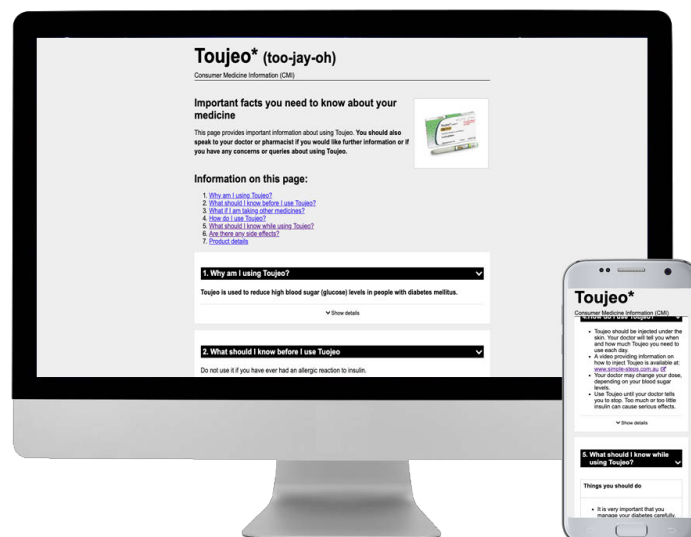 Toujeo* (too-jay-oh)
Consumer Medicine Information (CMI)
Important facts you need to know about your
medicine
This page provides important information about using Toujeo. You should also
speak to your doctor or pharmacist if you would like further information or if
you have any concerns or queries about using Toujeo.
Information on this page:
1. Why am I using Toujeo?
2. What should I know before I use Toujeo?
3. What if I am taking other medicines?
4. How do I use Toujeo?
5. What should I know while using Toujeo?
6. Are there any side effects?
7. Product details
1. Why am I using Toujeo?
Toujeo is used to reduce high blood sugar (glucose) levels in people with diabetes mellitus.
Show details
2. What should I know before I use Tuojeo
Do not use it if you have ever had an allergic reaction to insulin.
Toujeo*
Consumer Medicine Information (CMI)
4. How do I use Toujeo?
• Toujeo should be injected under the
skin. Your doctor will tell you when
and how much Toujeo you need to
use each day.
• A video providing information on
how to inject Toujeo is available at:
www.simple-steps.com.au
• Your doctor may change your dose,
depending on your blood sugar
levels.
• Use Toujeo until your doctor tells
you to stop. Too much or too little
insulin can cause serious effects.
Show details
5. What should I know while
using Toujeo?
Things you should do
• It is very important that you
manage your diabetes carefully.